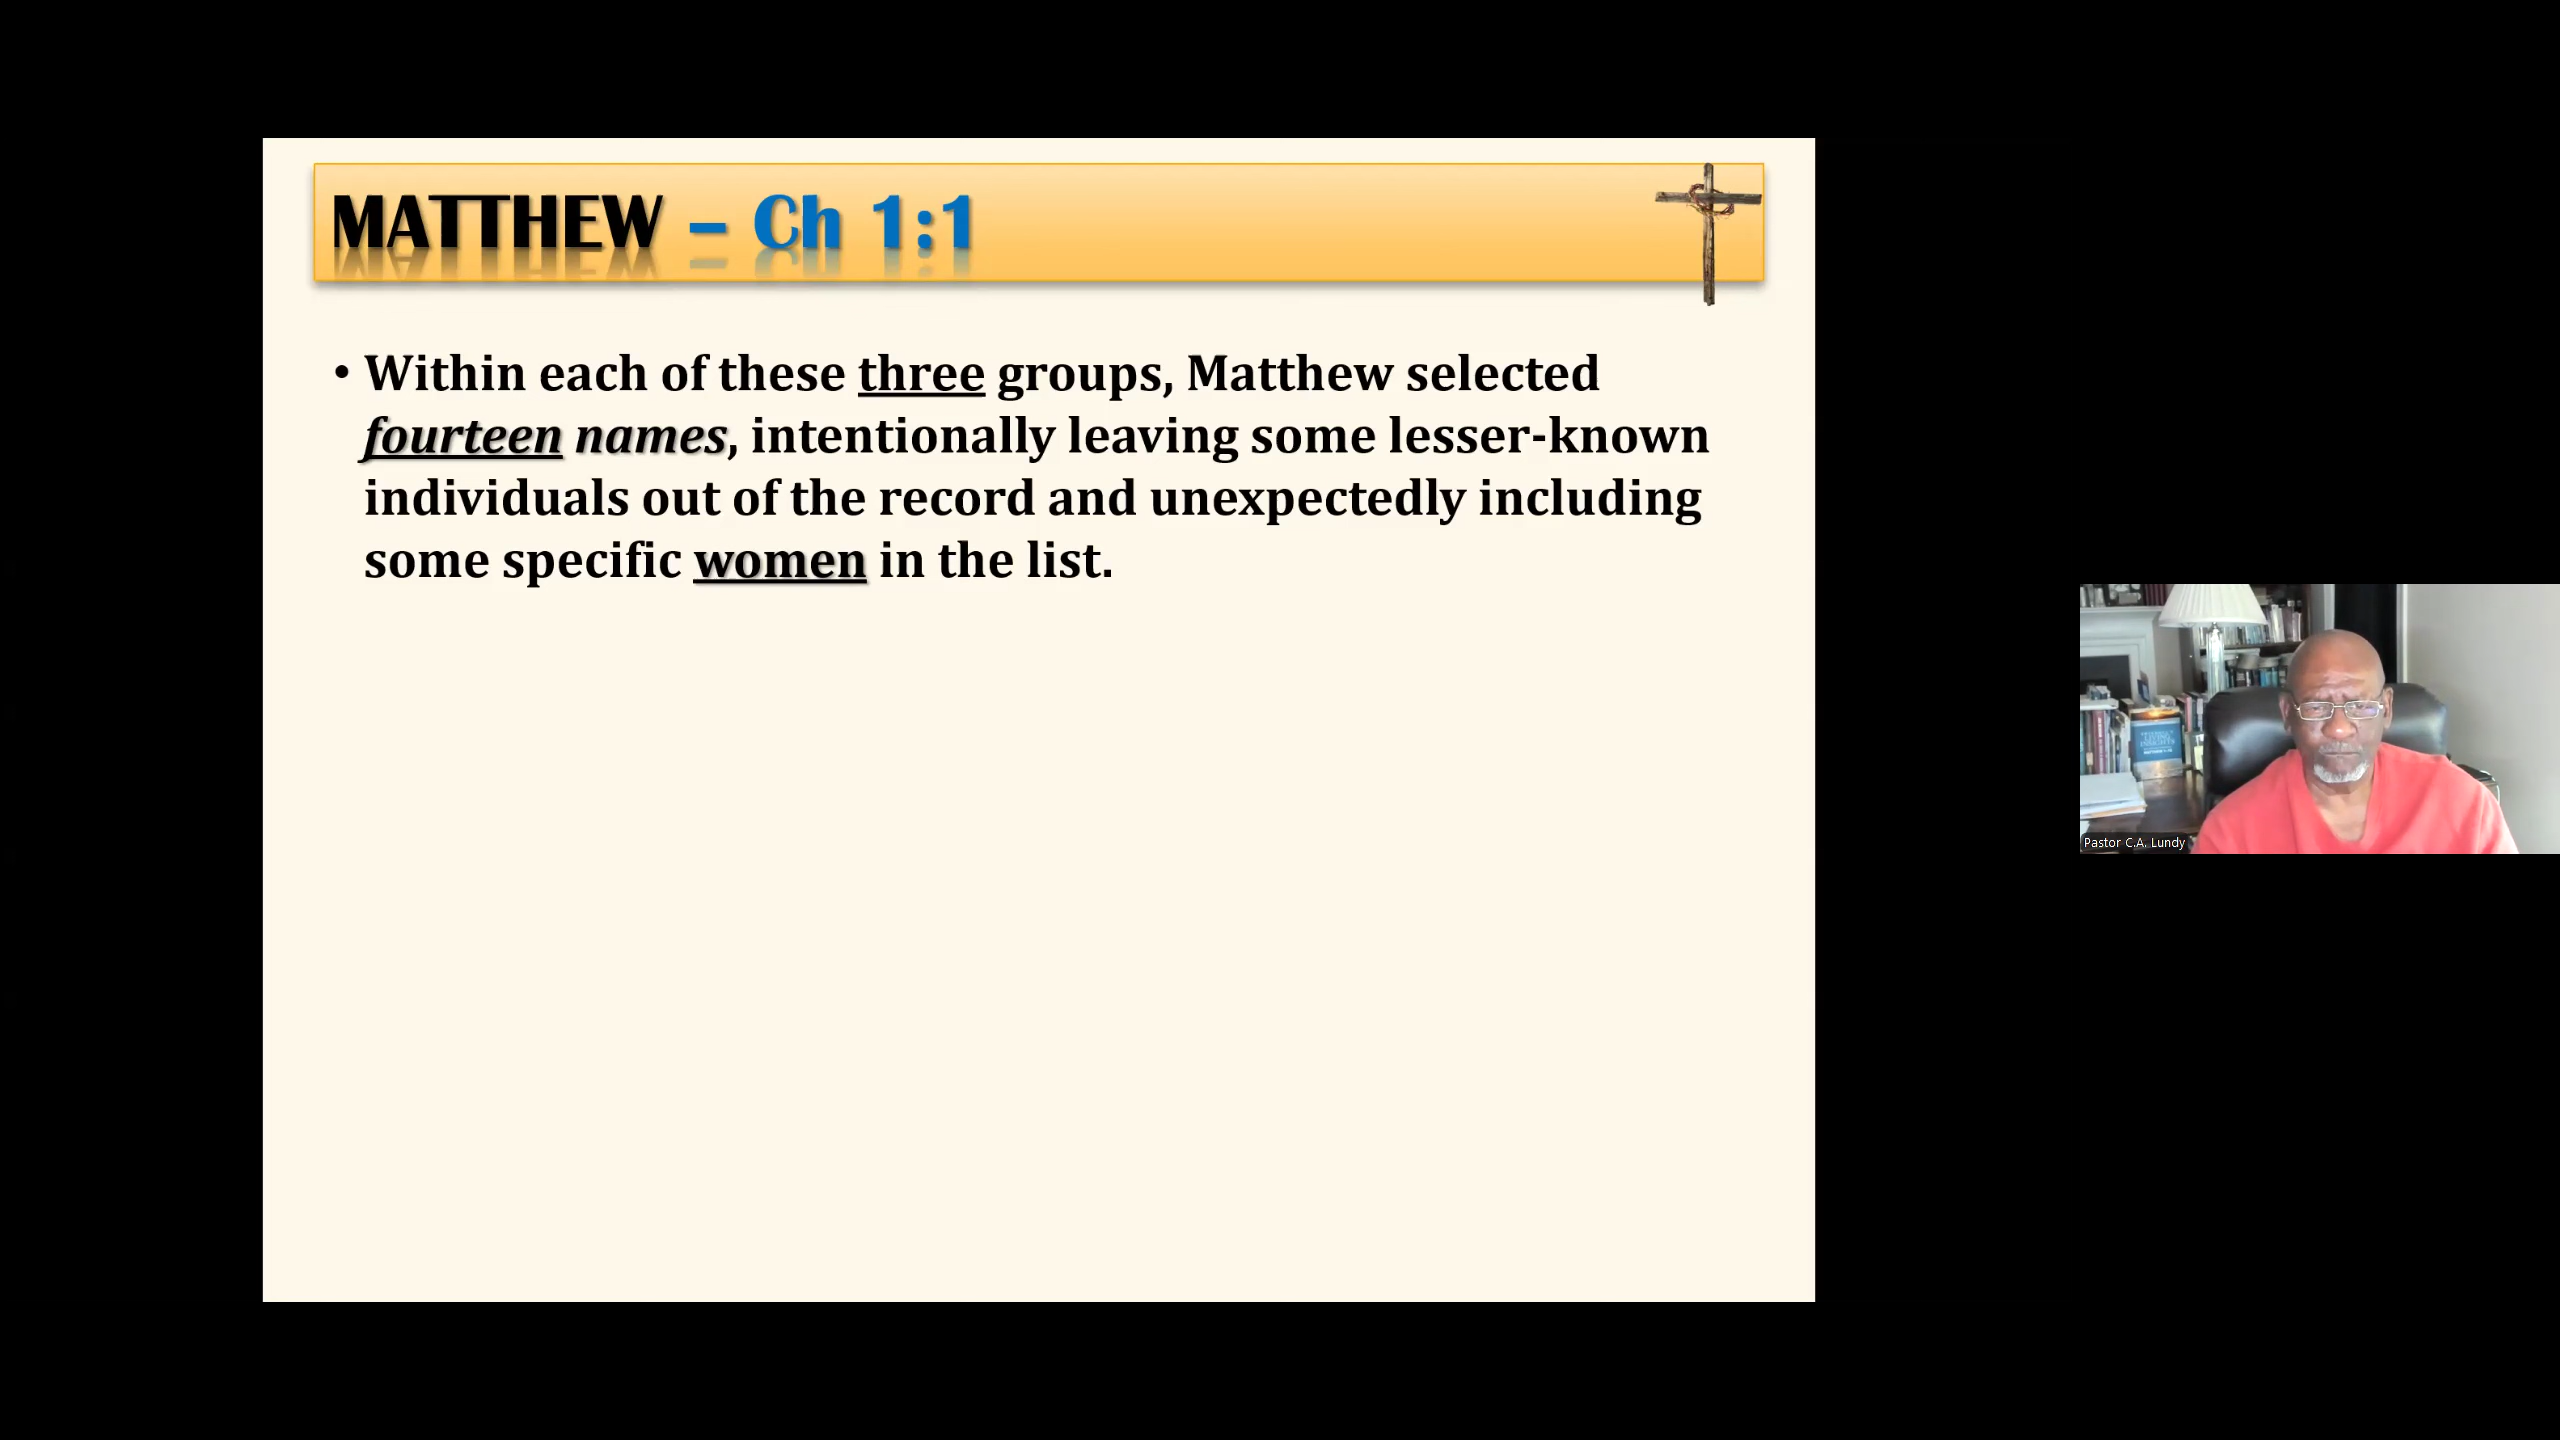 MATTHEW – Ch 1:1
• Within each of these three groups, Matthew selected
fourteen names, intentionally leaving some lesser-known
individuals out of the record and unexpectedly including
some specific women in the list.
Pastor C.A. Lundy